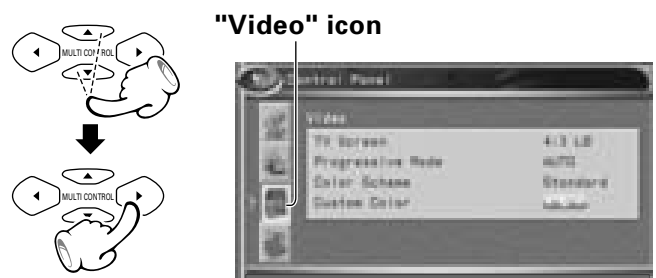 "Video" icon
MULTI CONTROL
MULTI CONTROL
Control Panel
Video
TV Screen 4:3 LB
Progressive Mode AUTO
Color Scheme Standard
Custom Color